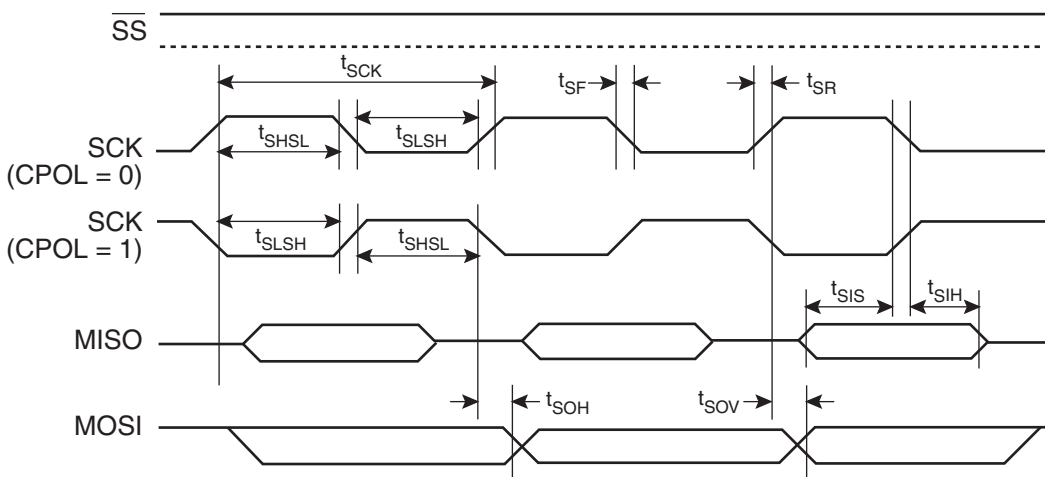 SS
tSCK
tSF
tSR
SCK
(CPOL = 0)
tSHSL
tSLSH
SCK
(CPOL = 1)
tSLSH
tSHSL
tSIS
tSIH
MISO
tSOH
tSOV
MOSI